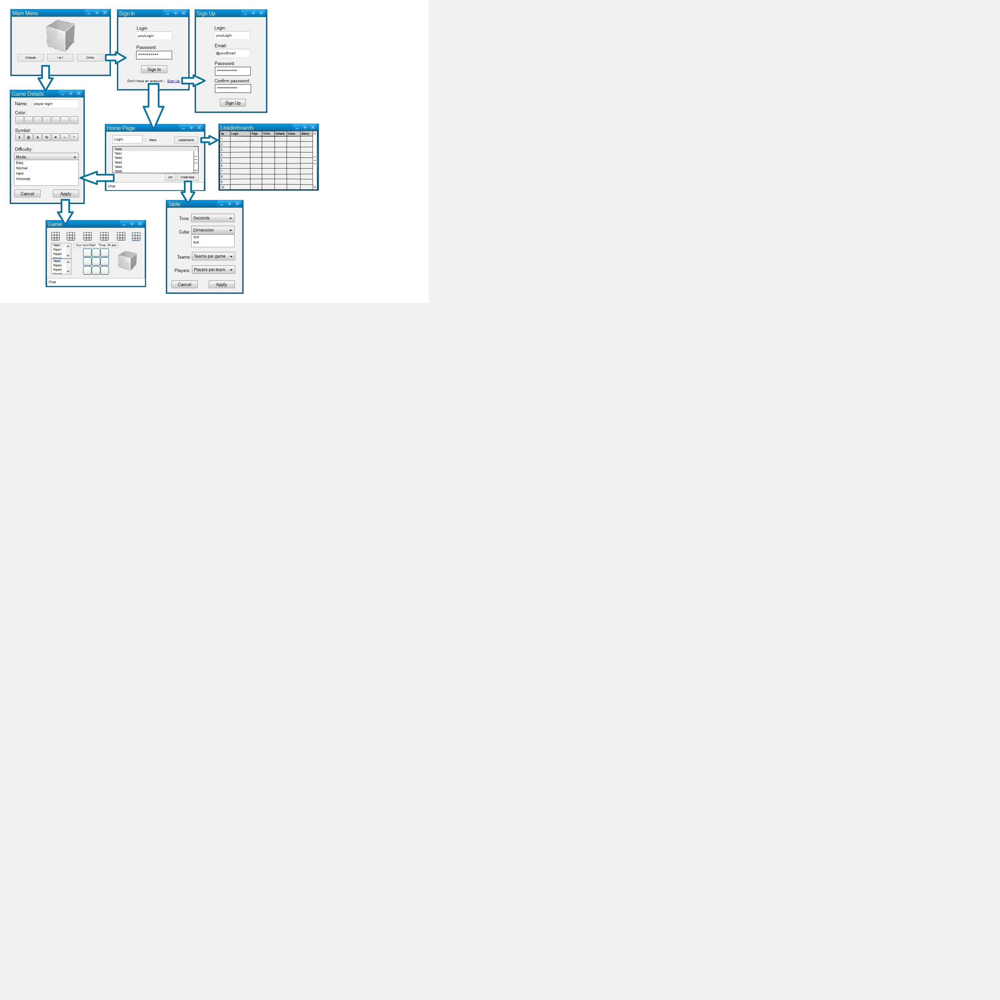 Main Menu
Computer
1 vs 1
Online
Sign In
Login:
yourLogin
Password:
**********
Sign In
Don't have an account - Sign Up
Sign Up
Login:
yourLogin
Email:
@yourEmail
Password:
**********
Confirm password:
**********
Sign Up
Game Details
Name: player login
Color:
Symbol:
$ @ & % # ~ *
Difficulty:
Mode...
Easy
Normal
Hard
Immortal
Cancel Apply
Home Page
Login Status Leaderboards
Tables
Table1
Table2
Table3
Table4
Table5
Join Create table
Chat
Leaderboards
№ Login Plays Wins Defeats Draws Status
1
2
3
4
5
6
7
8
9
10
Game
Team1
Player1
Player2
Your turn/Wait Time: 34 sec.
Team2
Player4
Player5
Chat
Table
Time: Seconds
Cube: Dimension
3x3
5x5
Teams: Teams per game
Players: Players per team
Cancel Apply